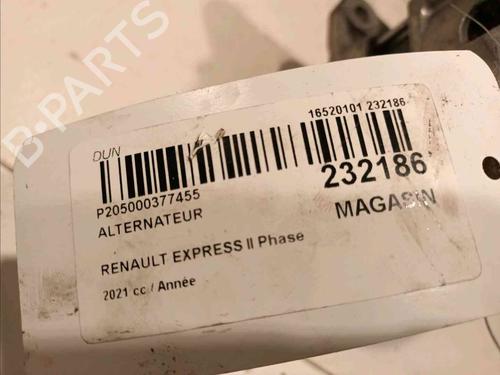 B-PARTS
DUN
16520101 232186
P205000377455
232186
ALTERNATEUR
MAGASIN
RENAULT EXPRESS II Phase
2021 cc / Année